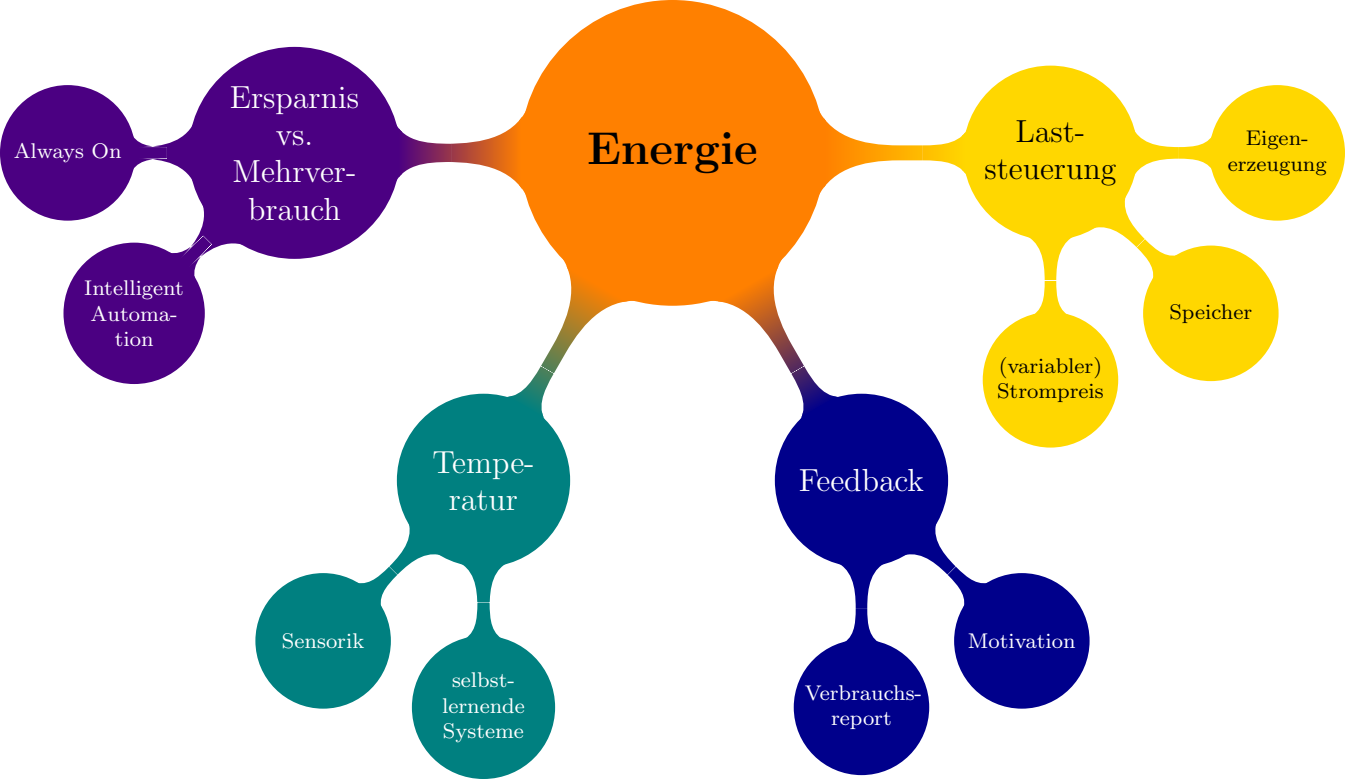 Energie
Ersparnis
vs.
Mehrver-
brauch
Always On
Intelligent
Automa-
tion
Tempe-
ratur
Sensorik
selbst-
lernende
Systeme
Feedback
Verbrauchs-
report
Motivation
Last-
steuerung
(variabler)
Strompreis
Speicher
Eigen-
erzeugung